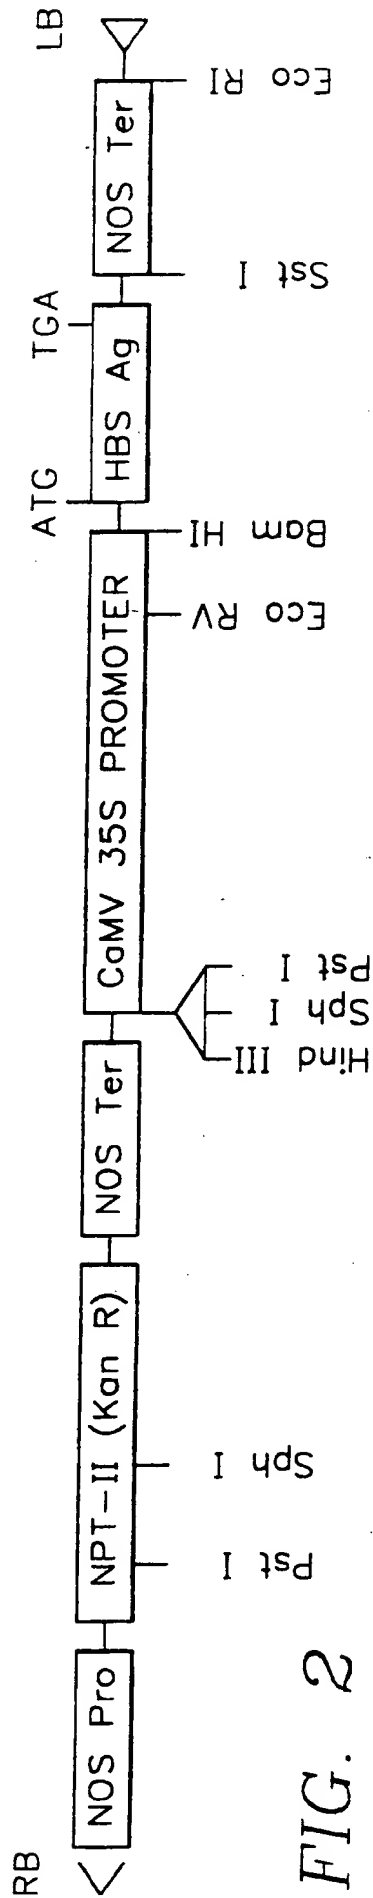 RB
NOS Pro
NPT-II (Kan R)
NOS Ter
CaMV 35S PROMOTER
ATG
HBS Ag
TGA
NOS Ter
LB
Pst I
Sph I
Hind III
Sph I
Pst I
Eco RV
Bam HI
Sst I
Eco RI
FIG. 2